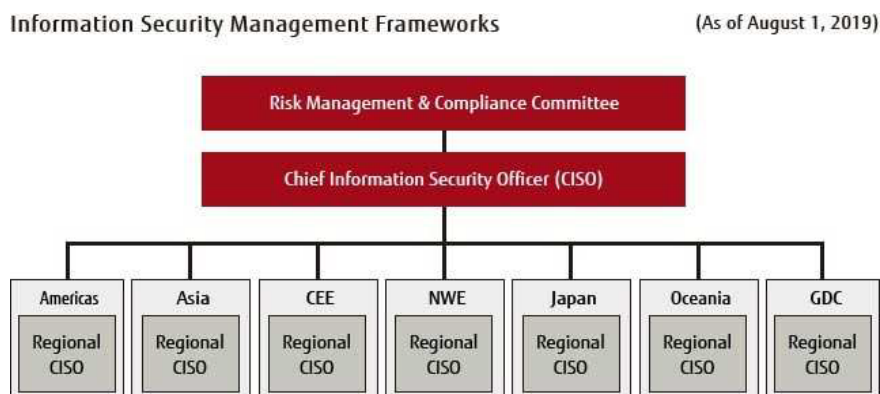 Information Security Management Frameworks (As of August 1, 2019)
Risk Management & Compliance Committee
Chief Information Security Officer (CISO)
Americas Asia CEE NWE Japan Oceania GDC
Regional Regional Regional Regional Regional Regional Regional
CISO CISO CISO CISO CISO CISO CISO